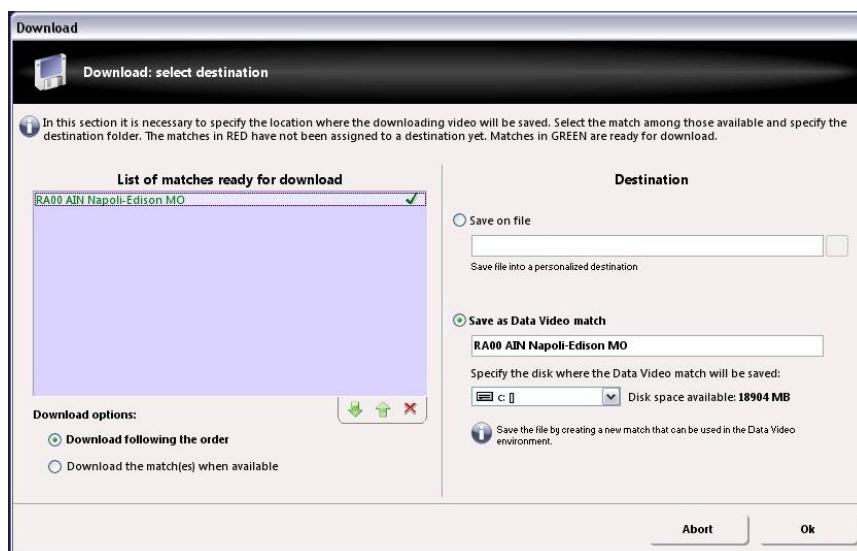 Download
Download: select destination
In this section it is necessary to specify the location where the downloading video will be saved. Select the match among those available and specify the
destination folder. The matches in RED have not been assigned to a destination yet. Matches in GREEN are ready for download.
List of matches ready for download
RA00 AIN Napoli-Edison MO
Download options:
Download following the order
Download the match(es) when available
Destination
Save on file
Save file into a personalized destination
Save as Data Video match
RA00 AIN Napoli-Edison MO
Specify the disk where the Data Video match will be saved:
c: []
Disk space available: 18904 MB
Save the file by creating a new match that can be used in the Data Video
environment.
Abort
Ok